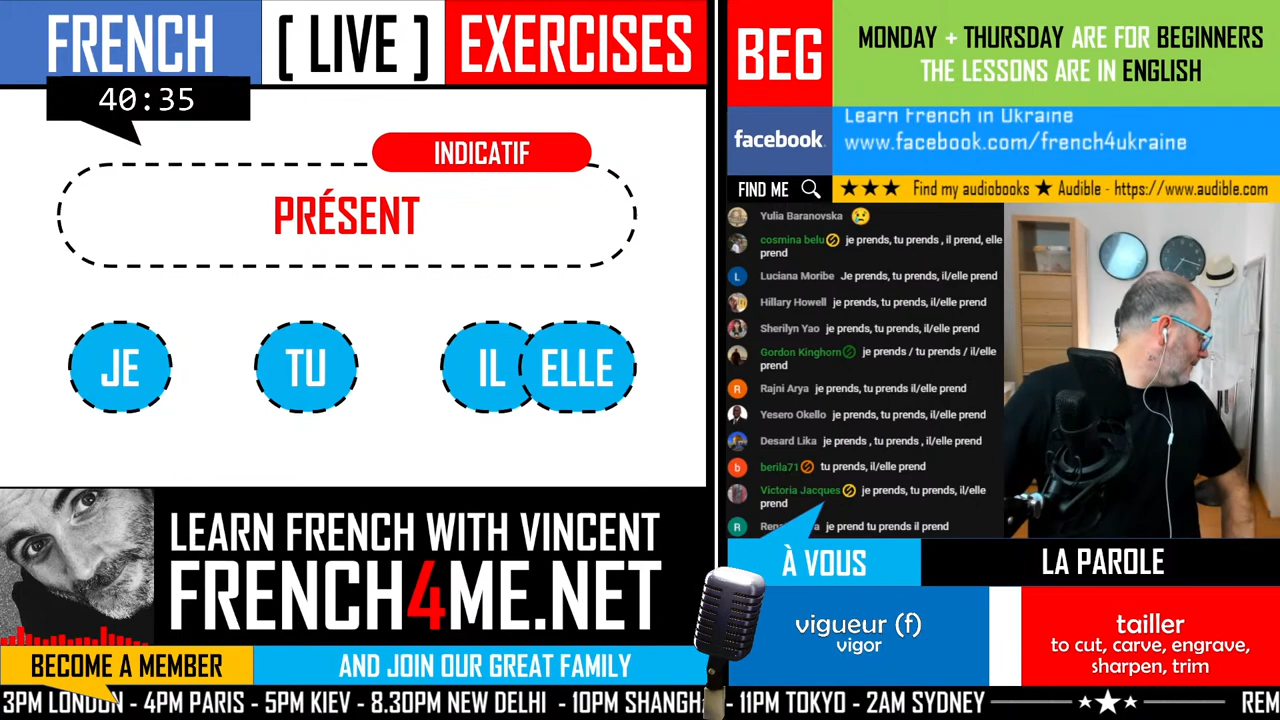 FRENCH
[ LIVE ]
EXERCISES
40:35
INDICATIF
PRÉSENT
JE
TU
IL
ELLE
LEARN FRENCH WITH VINCENT
FRENCH4ME.NET
BECOME A MEMBER
AND JOIN OUR GREAT FAMILY
BEG
MONDAY + THURSDAY ARE FOR BEGINNERS
THE LESSONS ARE IN ENGLISH
facebook.
Learn French in Ukraine
www.facebook.com/french4ukraine
FIND ME
★★★ Find my audiobooks ★ Audible - https://www.audible.com
Yulia Baranovska 😢
cosmina belu je prends, tu prends , il prend, elle
prend
Luciana Moribe Je prends, tu prends, il/elle prend
Hillary Howell je prends, tu prends, il/elle prend
Sherilyn Yao je prends, tu prends, il/elle prend
Gordon Kinghorn je prends / tu prends / il/elle
prend
Rajni Arya je prends, tu prends il/elle prend
Yesero Okello je prends, tu prends, il/elle prend
Desard Lika je prends , tu prends , il/elle prend
berila71 tu prends, il/elle prend
Victoria Jacques je prends, tu prends, il/elle
prend
je prend tu prends il prend
À VOUS
LA PAROLE
vigueur (f)
vigor
tailler
to cut, carve, engrave,
sharpen, trim
3PM LONDON - 4PM PARIS - 5PM KIEV - 8.30PM NEW DELHI - 10PM SHANGH - 11PM TOKYO - 2AM SYDNEY ★ REM